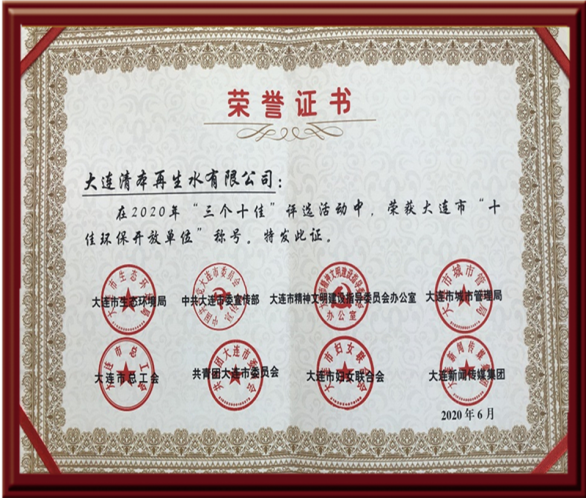 荣誉证书
大连清本再生水有限公司：
在2020年“三个十佳”评选活动中，荣获大连市“十
佳环保开放单位”称号。特发此证。
大连市生态环境局 中共大连市委宣传部 大连市精神文明建设指导委员会办公室 大连市城市管理局
大连市总工会 共青团大连市委员会 大连市妇女联合会 大连新闻传媒集团
2020年6月